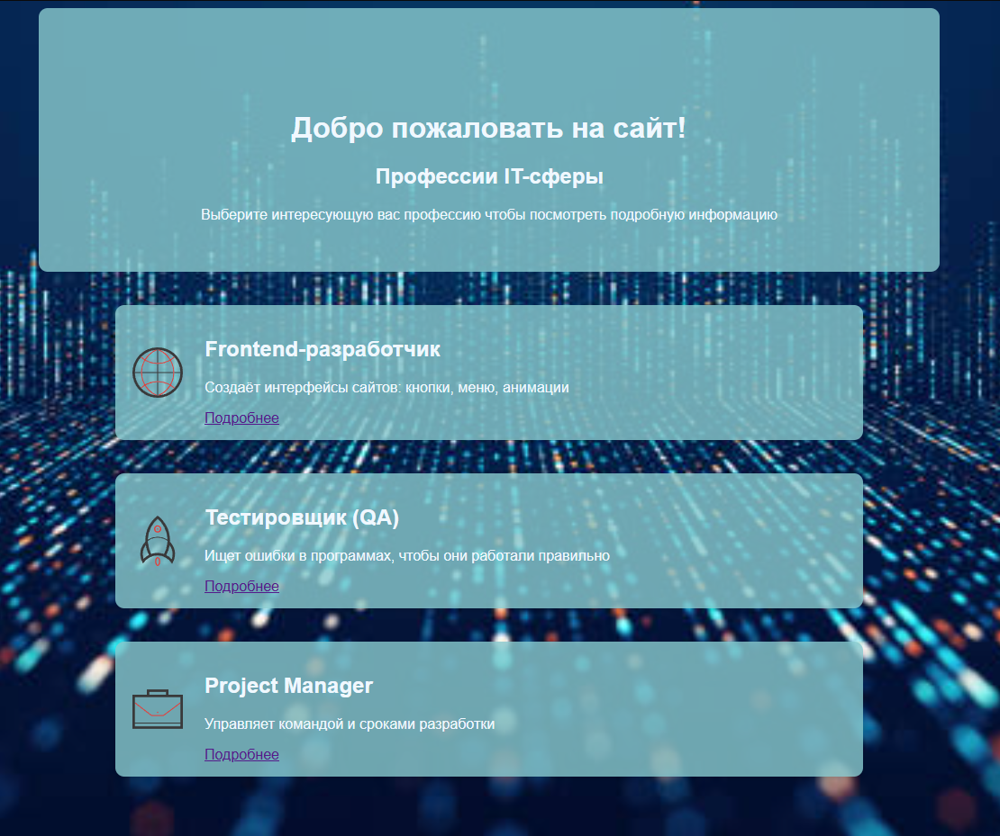 Добро пожаловать на сайт!
Профессии IT-сферы
Выберите интересующую вас профессию чтобы посмотреть подробную информацию
Frontend-разработчик
Создаёт интерфейсы сайтов: кнопки, меню, анимации
Подробнее
Тестировщик (QA)
Ищет ошибки в программах, чтобы они работали правильно
Подробнее
Project Manager
Управляет командой и сроками разработки
Подробнее